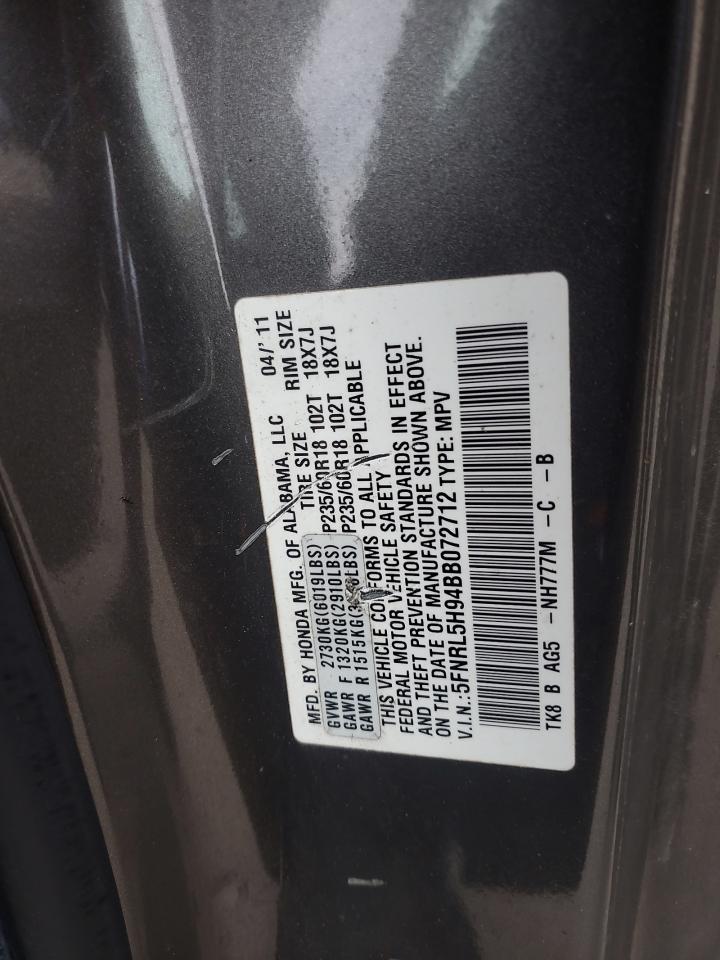 MFD. BY HONDA MFG. OF ALABAMA, LLC 04/' 11
TIRE SIZE RIM SIZE
GVWR 2730KG(6019LBS)
GAWR F 1320KG(2910LBS) P235/60R18 102T 18X7J
GAWR R 1515KG( LBS) P235/60R18 102T 18X7J
THIS VEHICLE CONFORMS TO ALL APPLICABLE
FEDERAL MOTOR VEHICLE SAFETY
AND THEFT PREVENTION STANDARDS IN EFFECT
ON THE DATE OF MANUFACTURE SHOWN ABOVE.
V.I.N.:5FNRL5H94BB072712 TYPE: MPV
TK8 B AG5 -NH777M -C -B